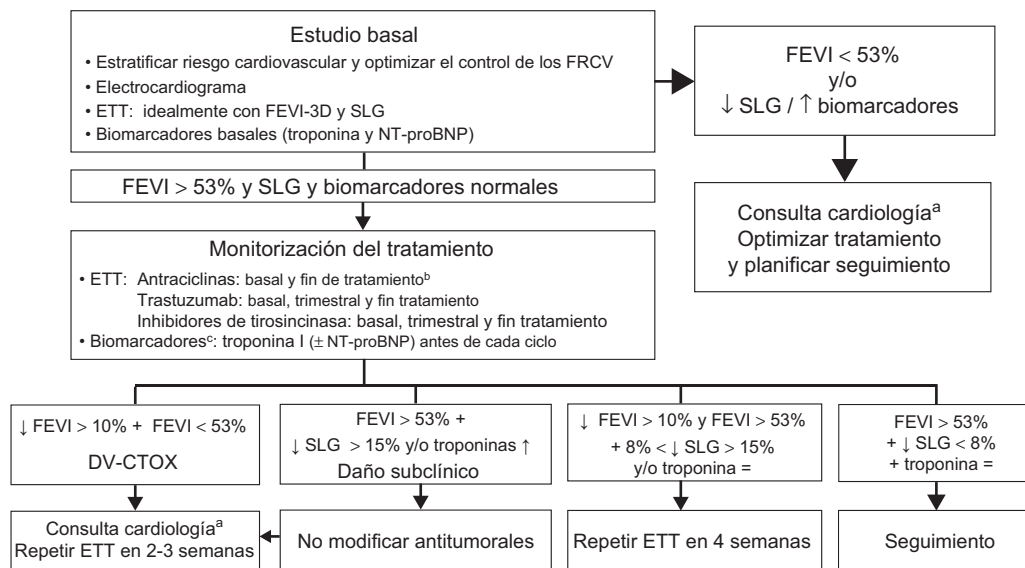 Estudio basal
• Estratificar riesgo cardiovascular y optimizar el control de los FRCV
• Electrocardiograma
• ETT: idealmente con FEVI-3D y SLG
• Biomarcadores basales (troponina y NT-proBNP)
FEVI < 53%
y/o
↓ SLG / ↑ biomarcadores
FEVI > 53% y SLG y biomarcadores normales
Consulta cardiologíaᵃ
Optimizar tratamiento
y planificar seguimiento
Monitorización del tratamiento
• ETT: Antraciclinas: basal y fin de tratamientoᵇ
Trastuzumab: basal, trimestral y fin tratamiento
Inhibidores de tirosincinasa: basal, trimestral y fin tratamiento
• Biomarcadoresᶜ: troponina I (± NT-proBNP) antes de cada ciclo
↓ FEVI > 10% + FEVI < 53%
DV-CTOX
FEVI > 53% +
↓ SLG > 15% y/o troponinas ↑
Daño subclínico
↓ FEVI > 10% y FEVI > 53%
+ 8% < ↓ SLG > 15%
y/o troponina =
FEVI > 53%
+ ↓ SLG < 8%
+ troponina =
Consulta cardiologíaᵃ
Repetir ETT en 2-3 semanas
No modificar antitumorales
Repetir ETT en 4 semanas
Seguimiento